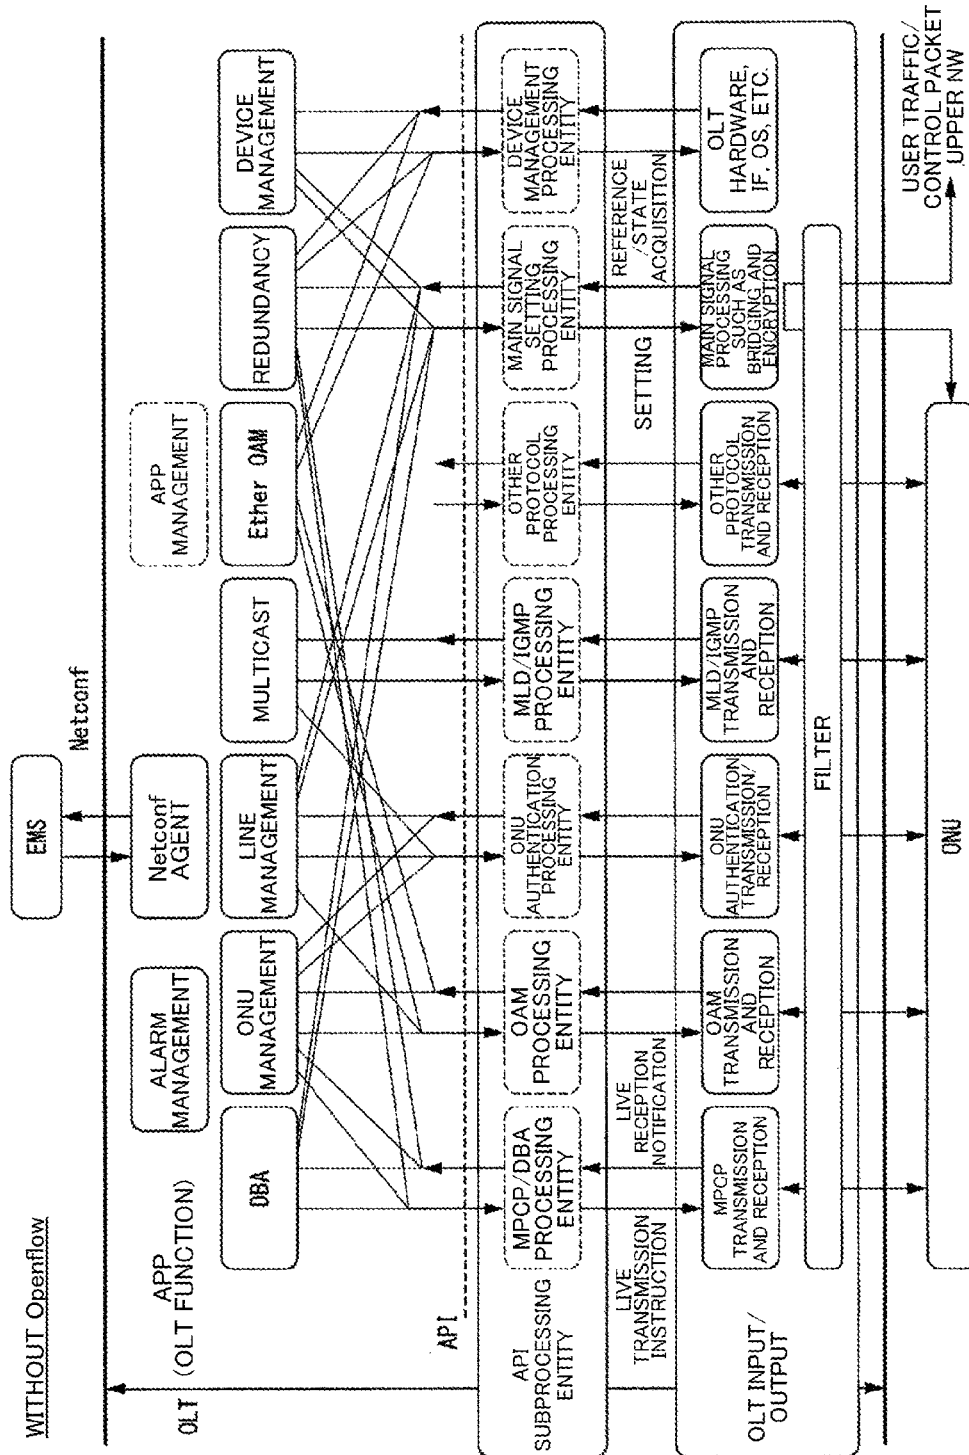 WITHOUT Openflow
EMS
Netconf
OLT
APP
(OLT FUNCTION)
ALARM
MANAGEMENT
Netconf
AGENT
APP
MANAGEMENT
DBA
ONU
MANAGEMENT
LINE
MANAGEMENT
MULTICAST
Ether OAM
REDUNDANCY
DEVICE
MANAGEMENT
API
API
SUBPROCESSING
ENTITY
MPCP/DBA
PROCESSING
ENTITY
OAM
PROCESSING
ENTITY
ONU
AUTHENTICATION
PROCESSING
ENTITY
MLD/IGMP
PROCESSING
ENTITY
OTHER
PROTOCOL
PROCESSING
ENTITY
MAIN SIGNAL
SETTING
PROCESSING
ENTITY
DEVICE
MANAGEMENT
PROCESSING
ENTITY
LIVE
TRANSMISSION
INSTRUCTION
LIVE
RECEPTION
NOTIFICATION
SETTING
REFERENCE
/STATE
ACQUISITION
OLT INPUT/
OUTPUT
MPCP
TRANSMISSION
AND RECEPTION
OAM
TRANSMISSION
AND
RECEPTION
ONU
AUTHENTICATION
TRANSMISSION/
RECEPTION
MLD/IGMP
TRANSMISSION
AND
RECEPTION
OTHER
PROTOCOL
TRANSMISSION
AND RECEPTION
MAIN SIGNAL
PROCESSING
SUCH AS
BRIDGING AND
ENCRYPTION
OLT
HARDWARE,
IF, OS, ETC.
FILTER
USER TRAFFIC/
CONTROL PACKET
UPPER NW
ONU